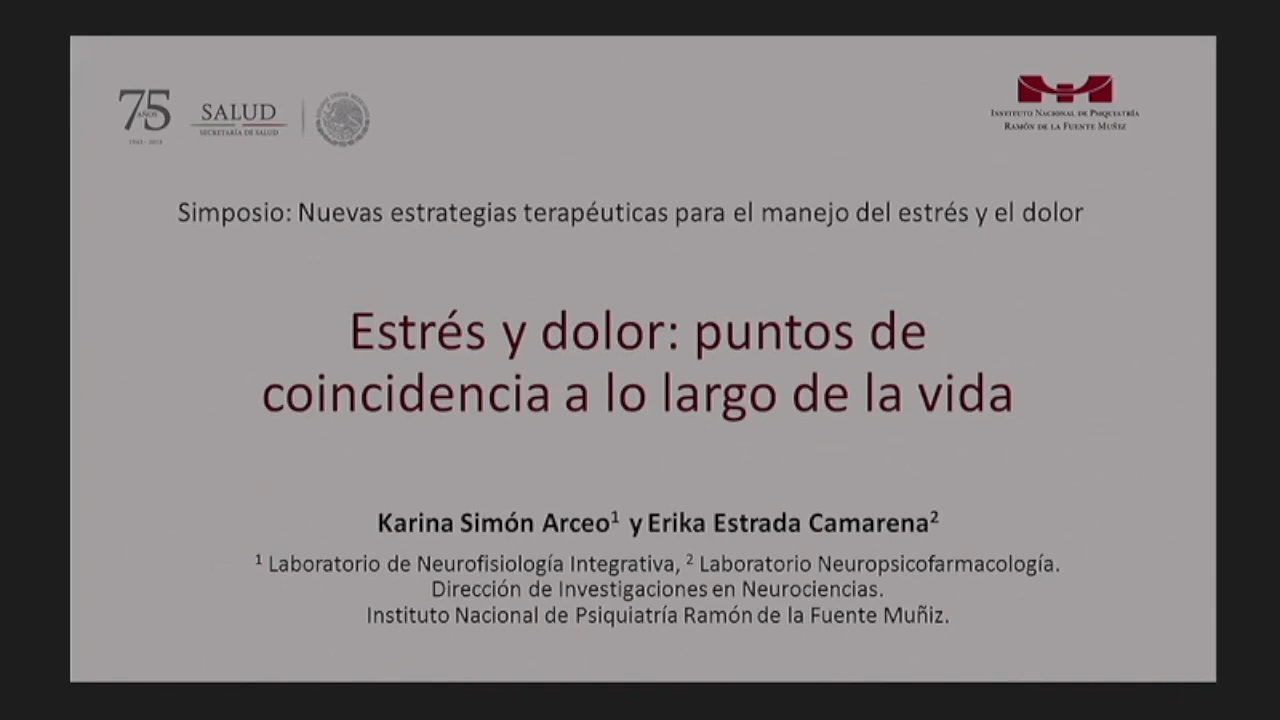 75
AÑOS
1943 - 2018
SALUD
SECRETARÍA DE SALUD
INSTITUTO NACIONAL DE PSIQUIATRÍA
RAMÓN DE LA FUENTE MUÑIZ
Simposio: Nuevas estrategias terapéuticas para el manejo del estrés y el dolor
Estrés y dolor: puntos de
coincidencia a lo largo de la vida
Karina Simón Arceo¹ y Erika Estrada Camarena²
¹ Laboratorio de Neurofisiología Integrativa, ² Laboratorio Neuropsicofarmacología.
Dirección de Investigaciones en Neurociencias.
Instituto Nacional de Psiquiatría Ramón de la Fuente Muñiz.